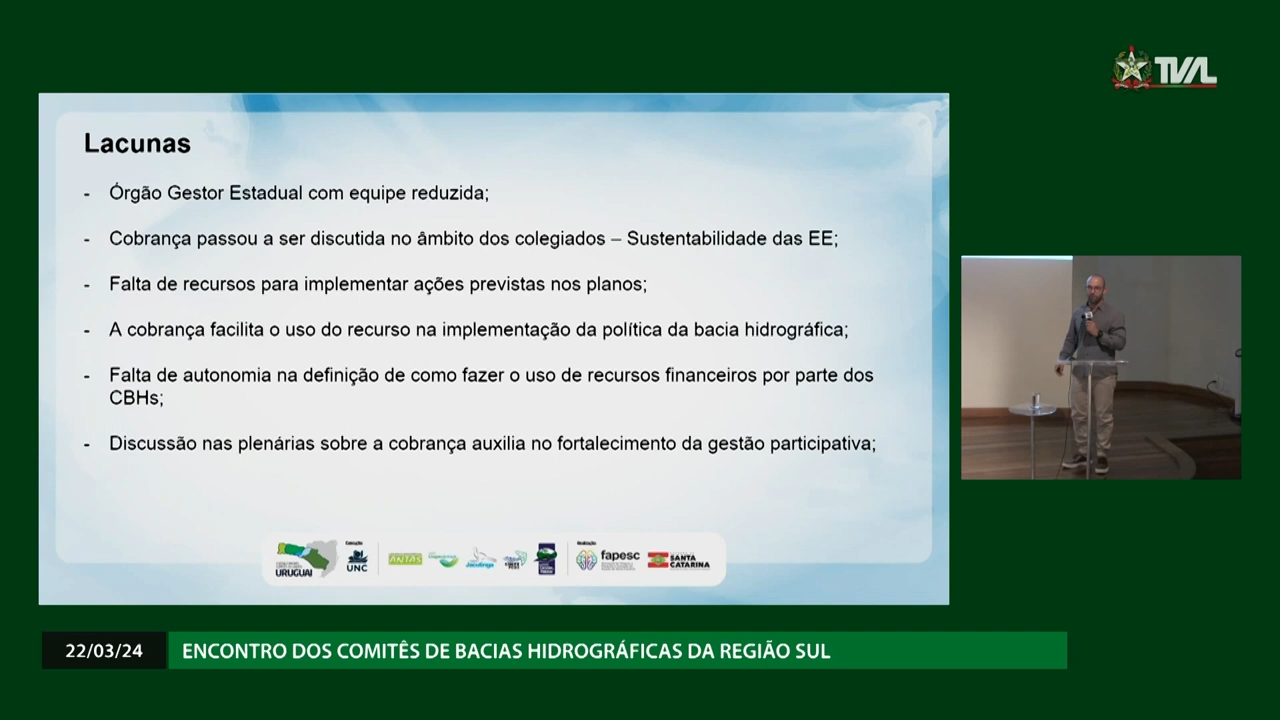 TVAL
Lacunas
- Órgão Gestor Estadual com equipe reduzida;
- Cobrança passou a ser discutida no âmbito dos colegiados – Sustentabilidade das EE;
- Falta de recursos para implementar ações previstas nos planos;
- A cobrança facilita o uso do recurso na implementação da política da bacia hidrográfica;
- Falta de autonomia na definição de como fazer o uso de recursos financeiros por parte dos
CBHs;
- Discussão nas plenárias sobre a cobrança auxilia no fortalecimento da gestão participativa;
URUGUAI
Execução
UNC
ANTAS
Jacutinga
Realização
fapesc
SANTA
CATARINA
22/03/24
ENCONTRO DOS COMITÊS DE BACIAS HIDROGRÁFICAS DA REGIÃO SUL